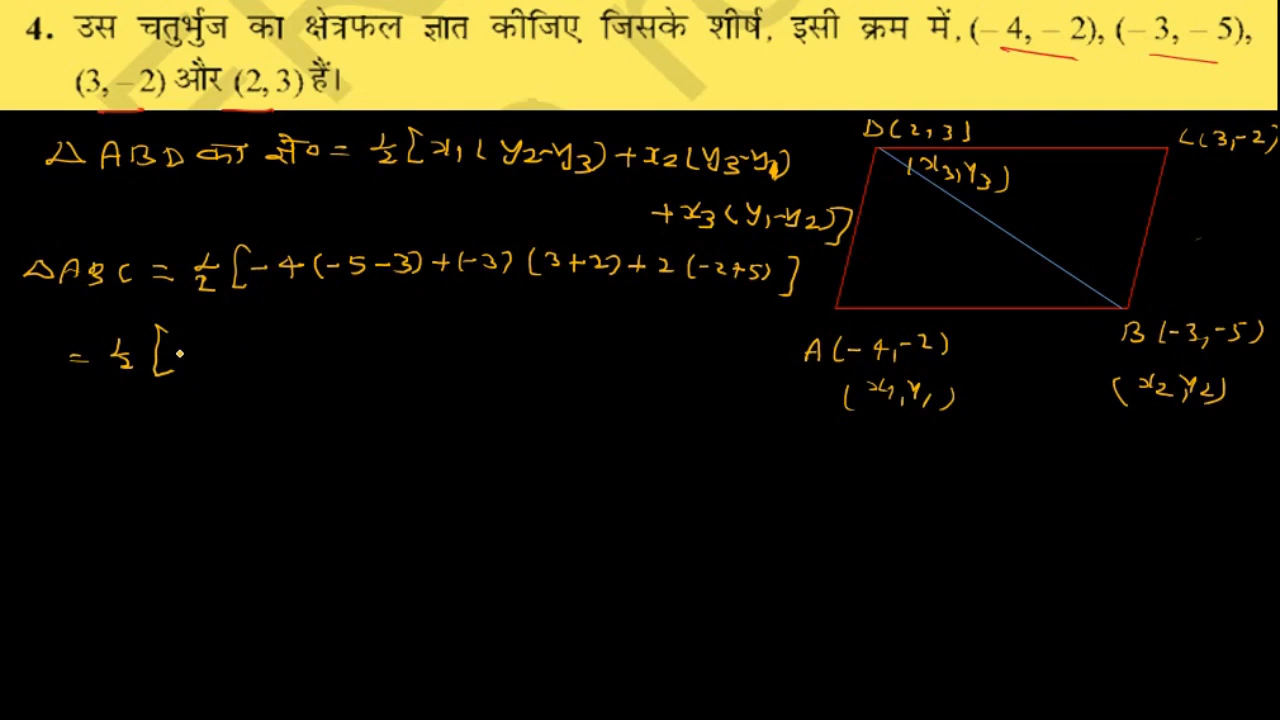 4. उस चतुर्भुज का क्षेत्रफल ज्ञात कीजिए जिसके शीर्ष, इसी क्रम में, (– 4, – 2), (– 3, – 5),
(3, – 2) और (2, 3) हैं।
△ ABD का क्षे० = 1/2 [x₁ (y₂-y₃) + x₂ (y₃-y₁)
+ x₃ (y₁-y₂)]
△ABC = 1/2 [-4 (-5-3) + (-3) (3+2) + 2 (-2+5)]
= 1/2 [
D(2,3)
C(3,-2)
(x₃,y₃)
A(-4,-2)
B(-3,-5)
(x₁,y₁)
(x₂,y₂)